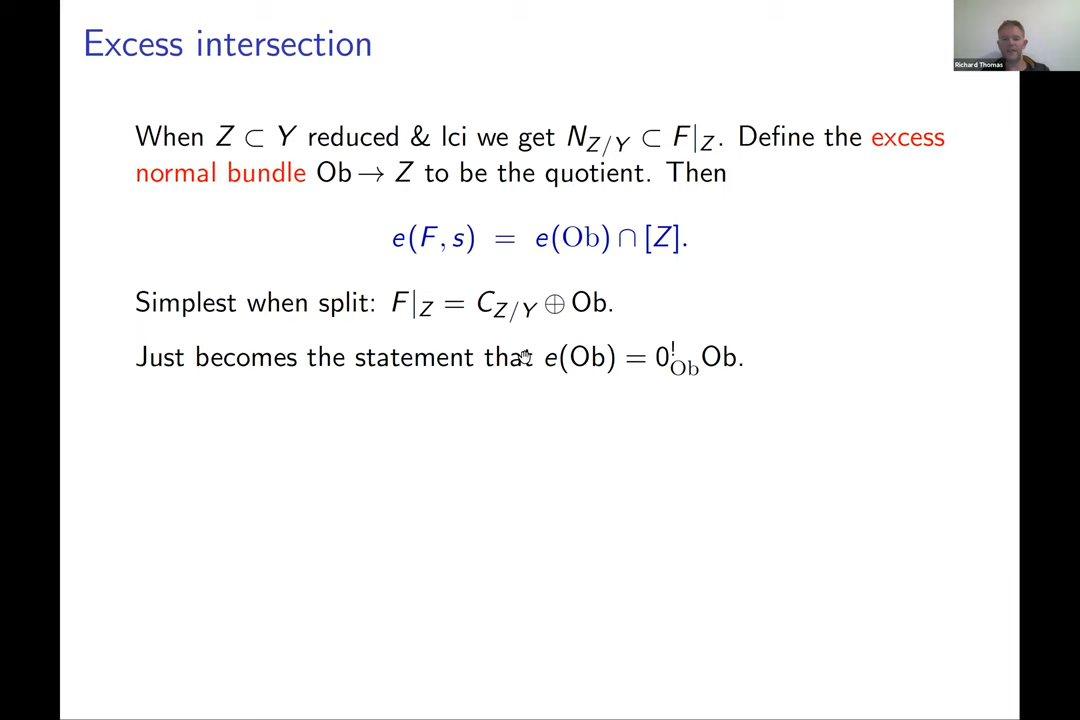 Excess intersection
Richard Thomas
When Z ⊂ Y reduced & lci we get N_{Z/Y} ⊂ F|_Z. Define the excess
normal bundle Ob → Z to be the quotient. Then
e(F, s) = e(Ob) ∩ [Z].
Simplest when split: F|_Z = C_{Z/Y} ⊕ Ob.
Just becomes the statement that e(Ob) = 0^!_{Ob} Ob.